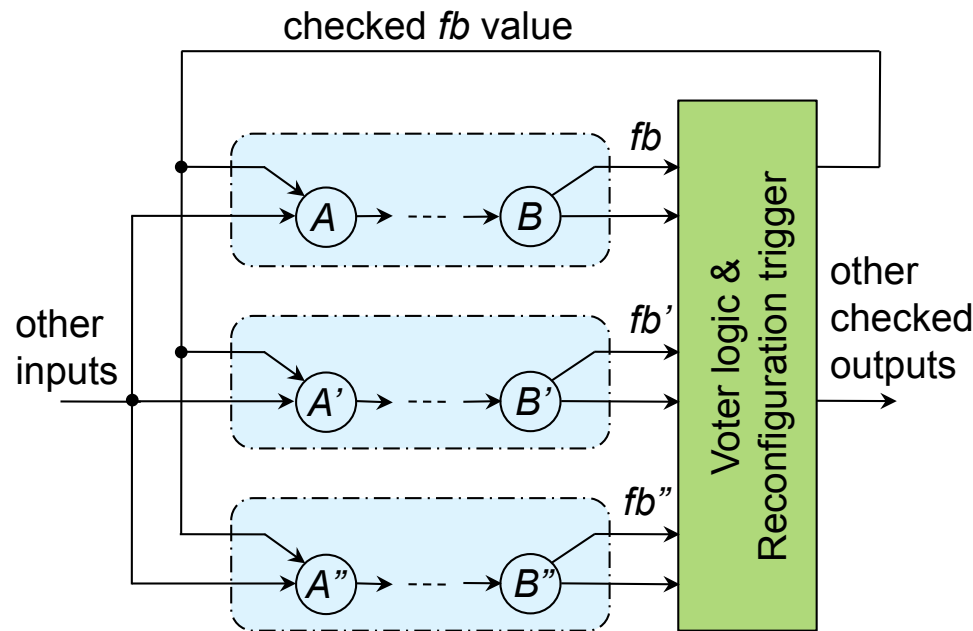 checked fb value
fb
A
B
Voter logic &
Reconfiguration trigger
other
inputs
fb’
A’
B’
other
checked
outputs
fb”
A”
B”